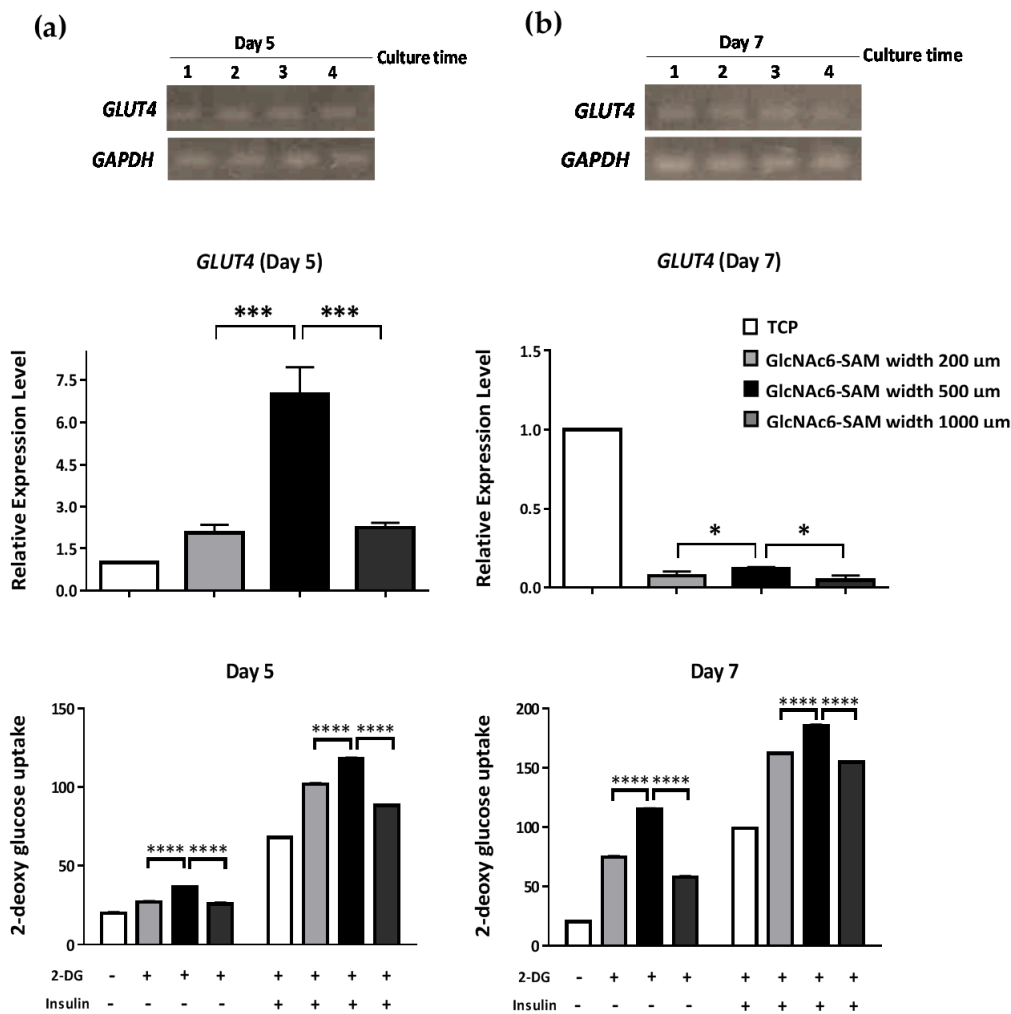 (a)
Day 5
Culture time
1 2 3 4
GLUT4
GAPDH
GLUT4 (Day 5)
*** ***
Relative Expression Level
7.5
6.0
4.5
3.0
1.5
0.0
Day 5
2-deoxy glucose uptake
150
100
50
0
**** ****
**** ****
2-DG - + + + + + + +
Insulin - - - - + + + +
(b)
Day 7
Culture time
1 2 3 4
GLUT4
GAPDH
GLUT4 (Day 7)
TCP
GlcNAc6-SAM width 200 µm
GlcNAc6-SAM width 500 µm
GlcNAc6-SAM width 1000 µm
Relative Expression Level
1.5
1.0
0.5
0.0
* *
Day 7
2-deoxy glucose uptake
200
150
100
50
0
**** ****
**** ****
2-DG - + + + + + + +
Insulin - - - - + + + +